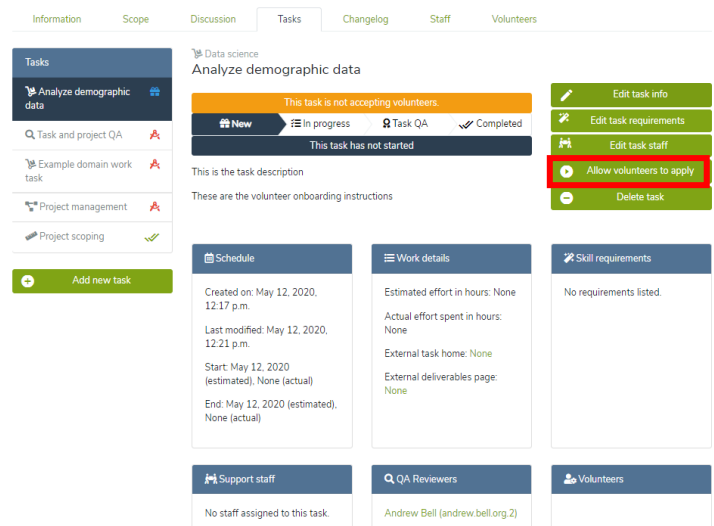 Information Scope Discussion Tasks Changelog Staff Volunteers
Tasks
Analyze demographic
data
Task and project QA
Example domain work
task
Project management
Project scoping
Add new task
Data science
Analyze demographic data
This task is not accepting volunteers.
New In progress Task QA Completed
This task has not started
This is the task description
These are the volunteer onboarding instructions
Edit task info
Edit task requirements
Edit task staff
Allow volunteers to apply
Delete task
Schedule
Created on: May 12, 2020,
12:17 p.m.
Last modified: May 12, 2020,
12:21 p.m.
Start: May 12, 2020
(estimated), None (actual)
End: May 12, 2020 (estimated),
None (actual)
Work details
Estimated effort in hours: None
Actual effort spent in hours:
None
External task home: None
External deliverables page:
None
Skill requirements
No requirements listed.
Support staff
No staff assigned to this task.
QA Reviewers
Andrew Bell (andrew.bell.org.2)
Volunteers